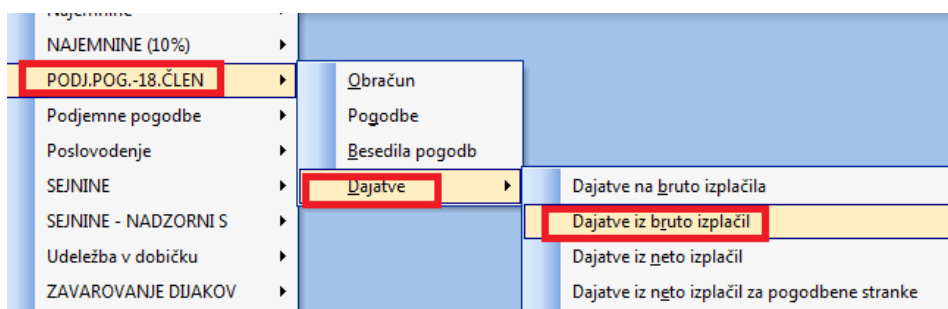 Najemnine
NAJEMNINE (10%)
PODJ.POG.-18.ČLEN
Podjemne pogodbe
Poslovodenje
SEJNINE
SEJNINE - NADZORNI S
Udeležba v dobičku
ZAVAROVANJE DIJAKOV
Obračun
Pogodbe
Besedila pogodb
Dajatve
Dajatve na bruto izplačila
Dajatve iz bruto izplačil
Dajatve iz neto izplačil
Dajatve iz neto izplačil za pogodbene stranke